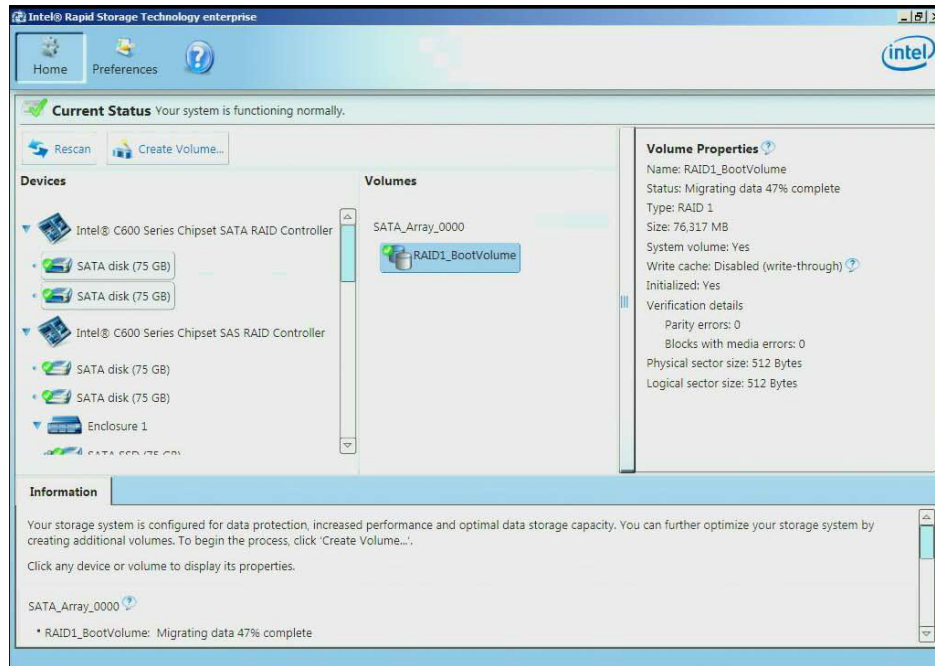 Intel® Rapid Storage Technology enterprise
Home
Preferences
?
intel
Current Status Your system is functioning normally.
Rescan
Create Volume...
Devices
Intel® C600 Series Chipset SATA RAID Controller
SATA disk (75 GB)
SATA disk (75 GB)
Intel® C600 Series Chipset SAS RAID Controller
SATA disk (75 GB)
SATA disk (75 GB)
Enclosure 1
SATA SSD (75 GB)
Volumes
SATA_Array_0000
RAID1_BootVolume
Volume Properties ?
Name: RAID1_BootVolume
Status: Migrating data 47% complete
Type: RAID 1
Size: 76,317 MB
System volume: Yes
Write cache: Disabled (write-through) ?
Initialized: Yes
Verification details
Parity errors: 0
Blocks with media errors: 0
Physical sector size: 512 Bytes
Logical sector size: 512 Bytes
Information
Your storage system is configured for data protection, increased performance and optimal data storage capacity. You can further optimize your storage system by
creating additional volumes. To begin the process, click 'Create Volume...'.
Click any device or volume to display its properties.
SATA_Array_0000 ?
• RAID1_BootVolume: Migrating data 47% complete